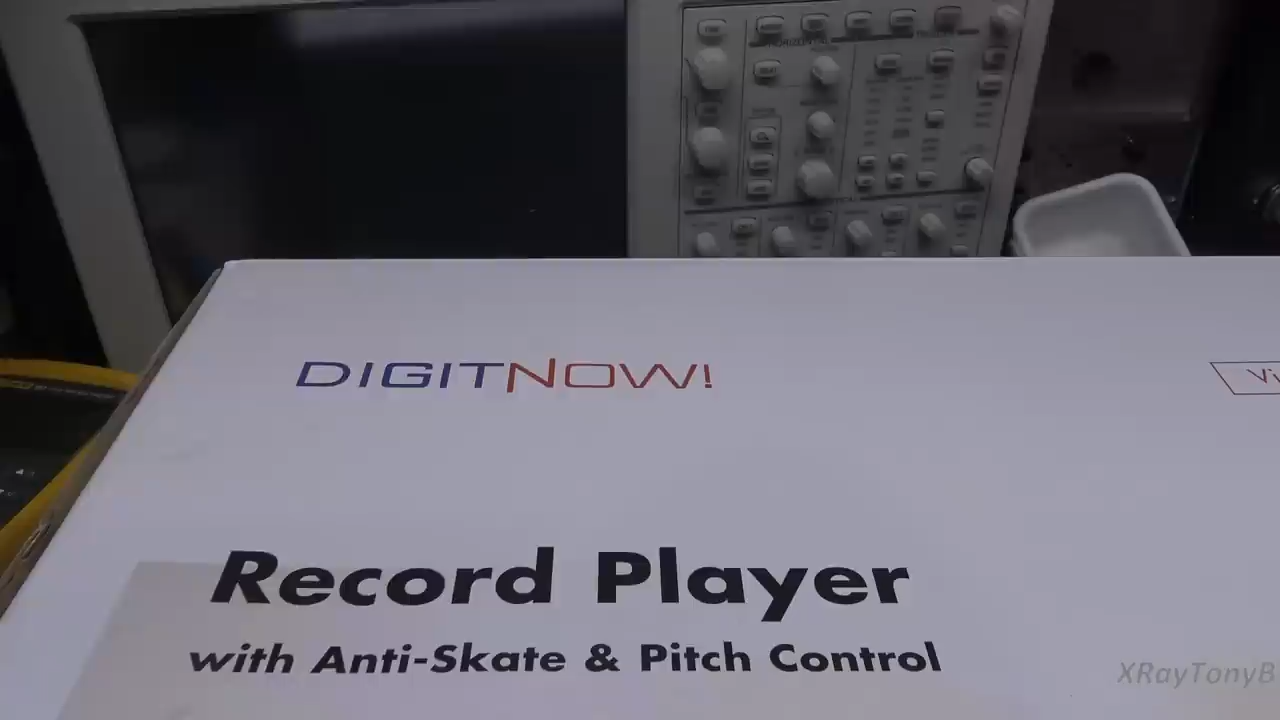 DIGITNOW!
Record Player
with Anti-Skate & Pitch Control
XRayTonyB